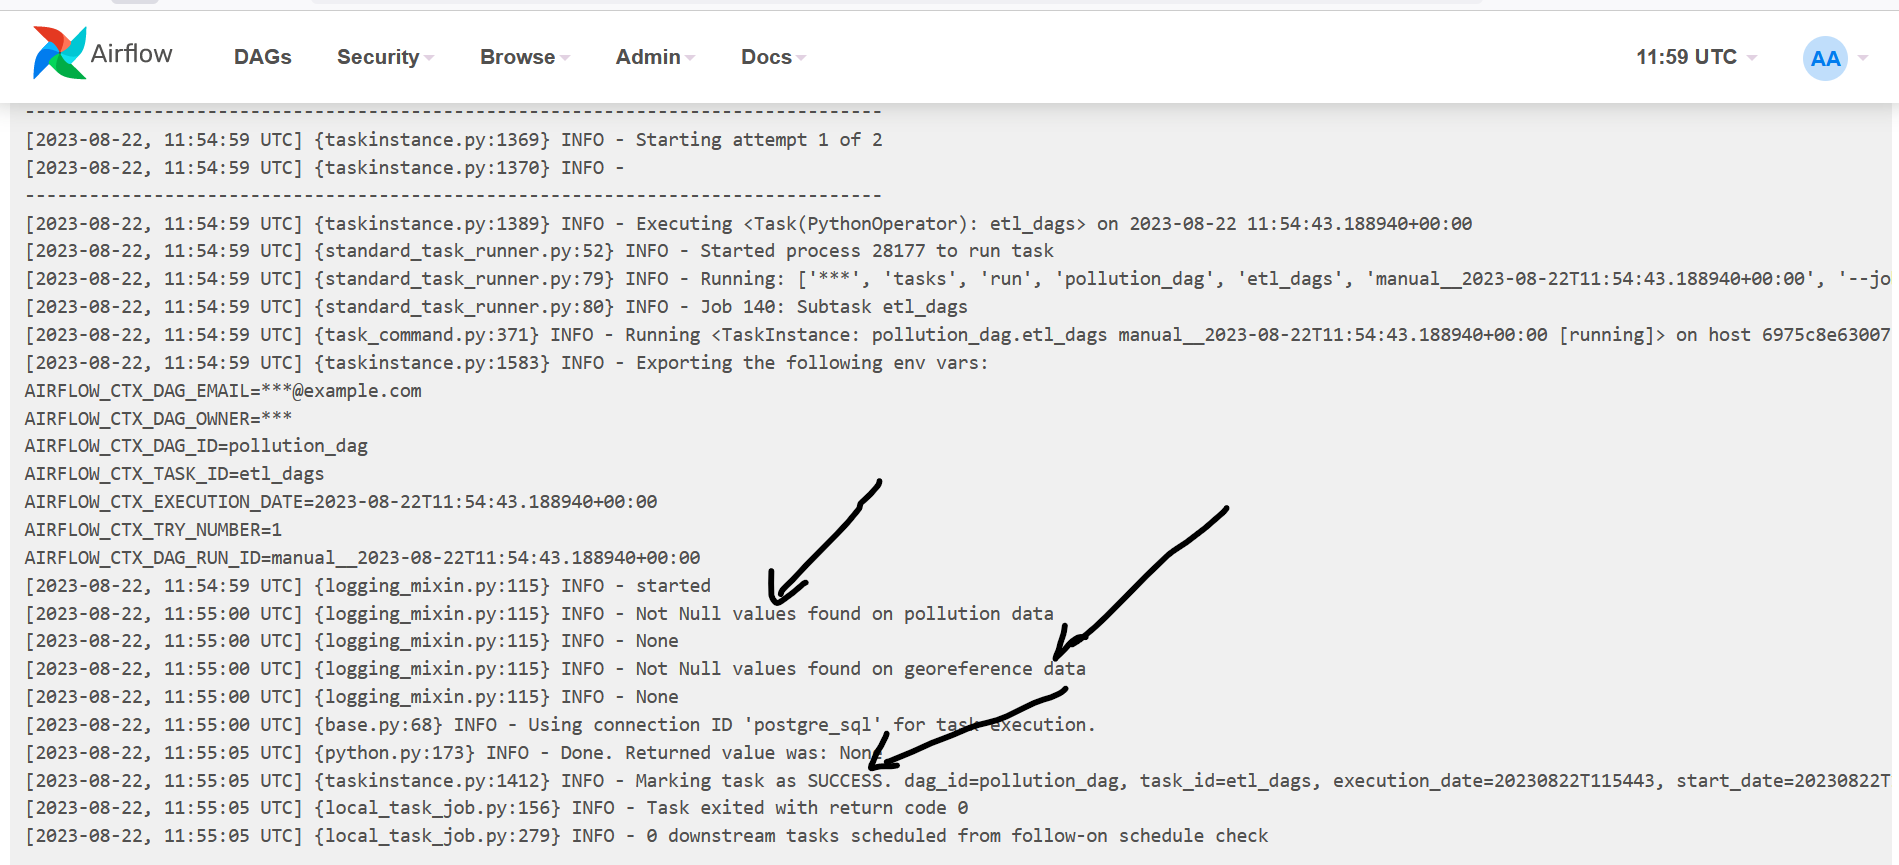 Airflow DAGs Security Browse Admin Docs 11:59 UTC AA
--------------------------------------------------------------------------------
[2023-08-22, 11:54:59 UTC] {taskinstance.py:1369} INFO - Starting attempt 1 of 2
[2023-08-22, 11:54:59 UTC] {taskinstance.py:1370} INFO -
--------------------------------------------------------------------------------
[2023-08-22, 11:54:59 UTC] {taskinstance.py:1389} INFO - Executing <Task(PythonOperator): etl_dags> on 2023-08-22 11:54:43.188940+00:00
[2023-08-22, 11:54:59 UTC] {standard_task_runner.py:52} INFO - Started process 28177 to run task
[2023-08-22, 11:54:59 UTC] {standard_task_runner.py:79} INFO - Running: ['***', 'tasks', 'run', 'pollution_dag', 'etl_dags', 'manual__2023-08-22T11:54:43.188940+00:00', '--jo
[2023-08-22, 11:54:59 UTC] {standard_task_runner.py:80} INFO - Job 140: Subtask etl_dags
[2023-08-22, 11:54:59 UTC] {task_command.py:371} INFO - Running <TaskInstance: pollution_dag.etl_dags manual__2023-08-22T11:54:43.188940+00:00 [running]> on host 6975c8e63007
[2023-08-22, 11:54:59 UTC] {taskinstance.py:1583} INFO - Exporting the following env vars:
AIRFLOW_CTX_DAG_EMAIL=***@example.com
AIRFLOW_CTX_DAG_OWNER=***
AIRFLOW_CTX_DAG_ID=pollution_dag
AIRFLOW_CTX_TASK_ID=etl_dags
AIRFLOW_CTX_EXECUTION_DATE=2023-08-22T11:54:43.188940+00:00
AIRFLOW_CTX_TRY_NUMBER=1
AIRFLOW_CTX_DAG_RUN_ID=manual__2023-08-22T11:54:43.188940+00:00
[2023-08-22, 11:54:59 UTC] {logging_mixin.py:115} INFO - started
[2023-08-22, 11:55:00 UTC] {logging_mixin.py:115} INFO - Not Null values found on pollution data
[2023-08-22, 11:55:00 UTC] {logging_mixin.py:115} INFO - None
[2023-08-22, 11:55:00 UTC] {logging_mixin.py:115} INFO - Not Null values found on georeference data
[2023-08-22, 11:55:00 UTC] {logging_mixin.py:115} INFO - None
[2023-08-22, 11:55:00 UTC] {base.py:68} INFO - Using connection ID 'postgre_sql' for task execution.
[2023-08-22, 11:55:05 UTC] {python.py:173} INFO - Done. Returned value was: None
[2023-08-22, 11:55:05 UTC] {taskinstance.py:1412} INFO - Marking task as SUCCESS. dag_id=pollution_dag, task_id=etl_dags, execution_date=20230822T115443, start_date=20230822T
[2023-08-22, 11:55:05 UTC] {local_task_job.py:156} INFO - Task exited with return code 0
[2023-08-22, 11:55:05 UTC] {local_task_job.py:279} INFO - 0 downstream tasks scheduled from follow-on schedule check